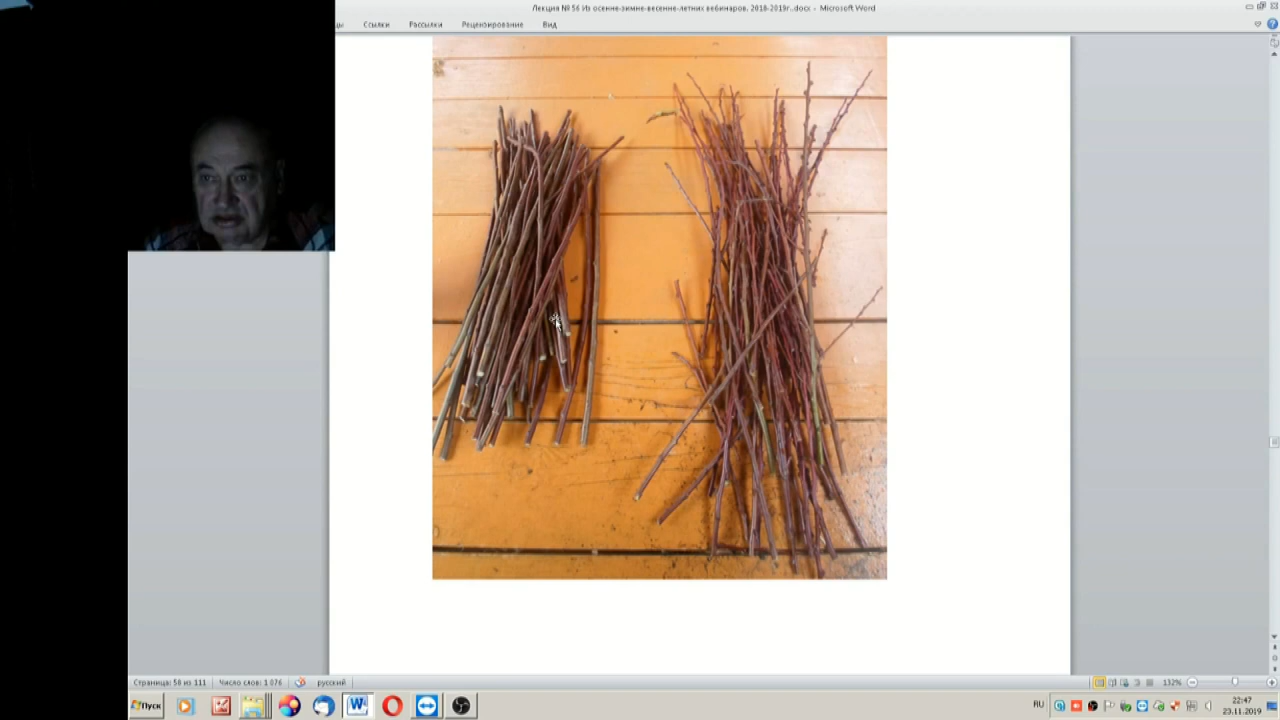 Лекция № 56 Из осенне-зимне-весенне-летних вебинаров. 2018-2019г..docx - Microsoft Word
Ссылки Рассылки Рецензирование Вид
Страница: 58 из 111 Число слов: 1 076 русский 132%
Пуск RU 22:47
23.11.2019